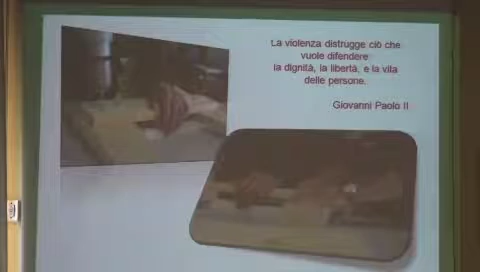 La violenza distrugge ciò che
vuole difendere:
la dignità, la libertà, e la vita
delle persone.
Giovanni Paolo II